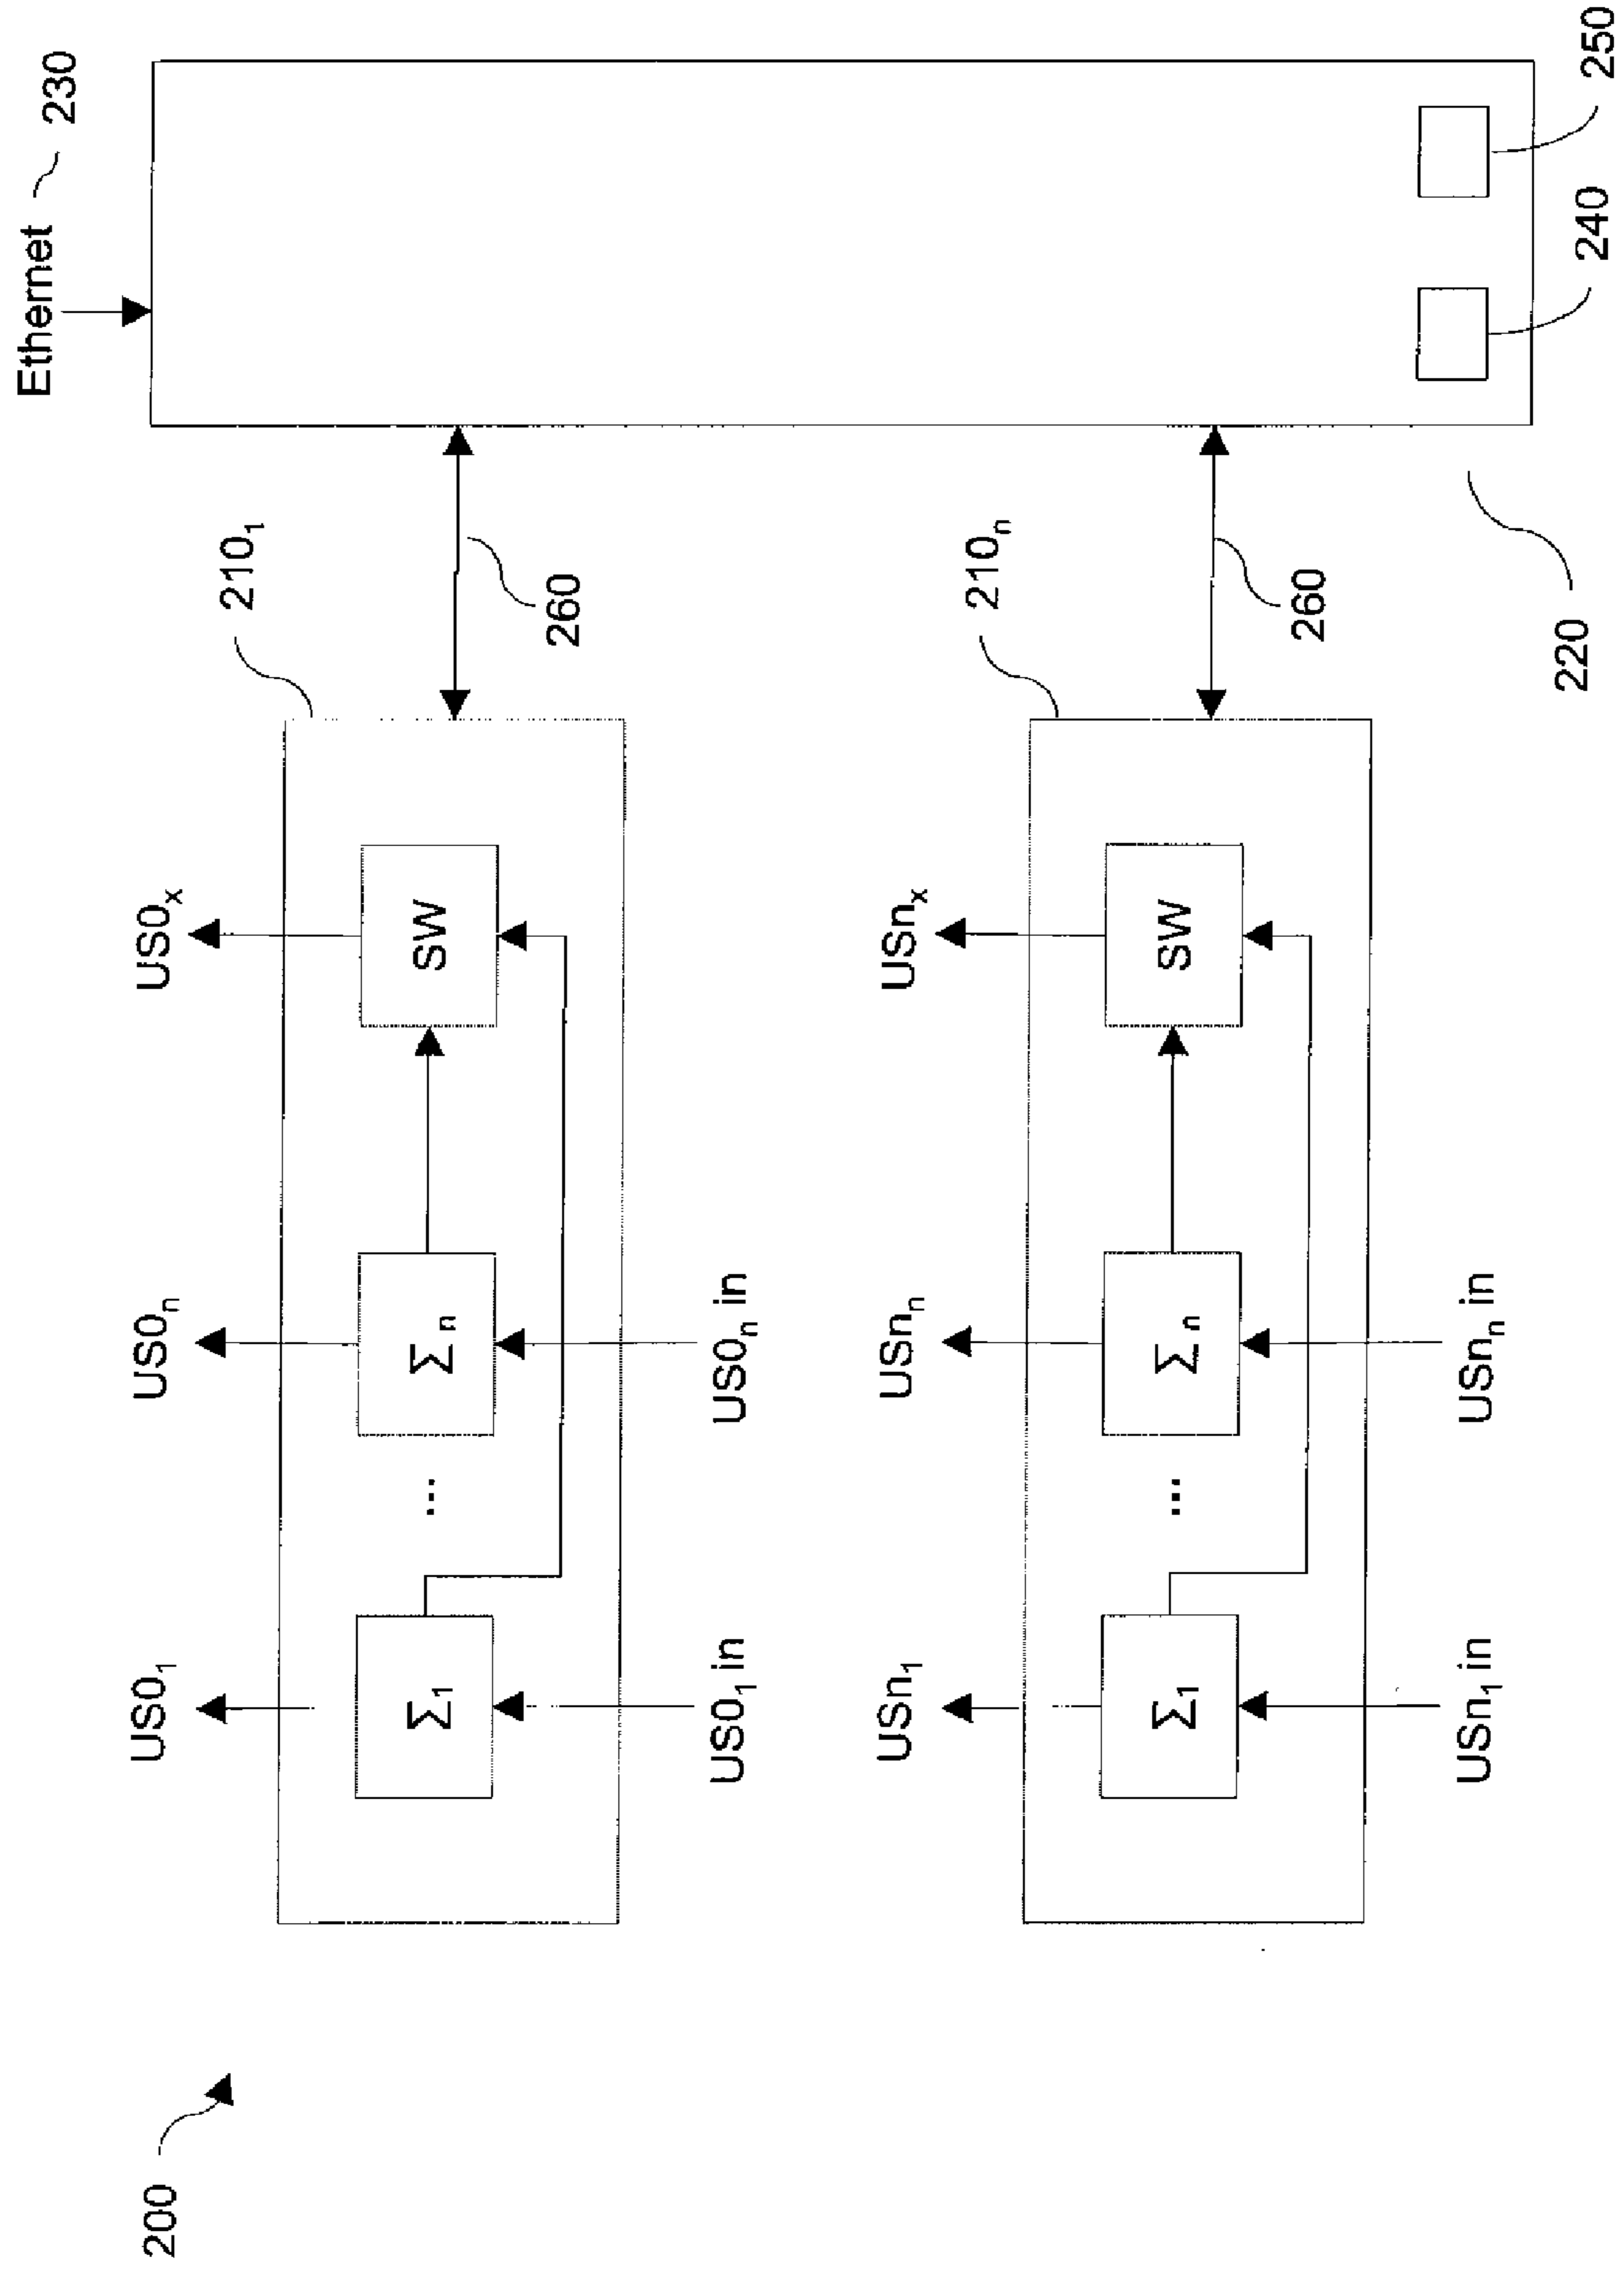 Ethernet 230
200
US0₁ US0ₙ US0ₓ
210₁
Σ₁ ... Σₙ SW
260
US0₁ in US0ₙ in
USn₁ USnₙ USnₓ
210ₙ
Σ₁ ... Σₙ SW
260
USn₁ in USnₙ in
220 240 250